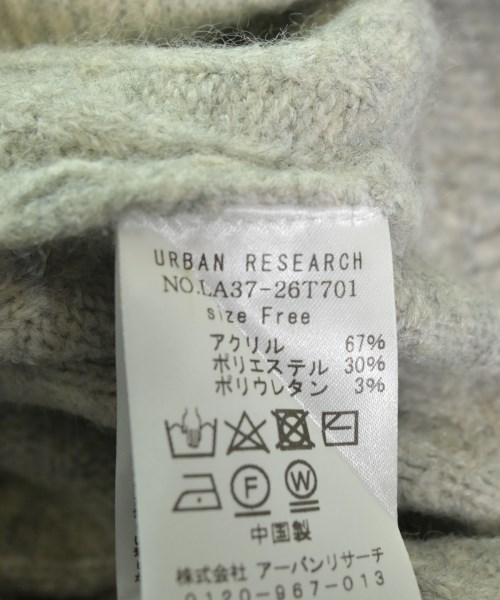 URBAN RESEARCH
NO.LA37-26T701
size Free
アクリル 67%
ポリエステル 30%
ポリウレタン 3%
F W
中国製
株式会社 アーバンリサーチ
0120-967-013